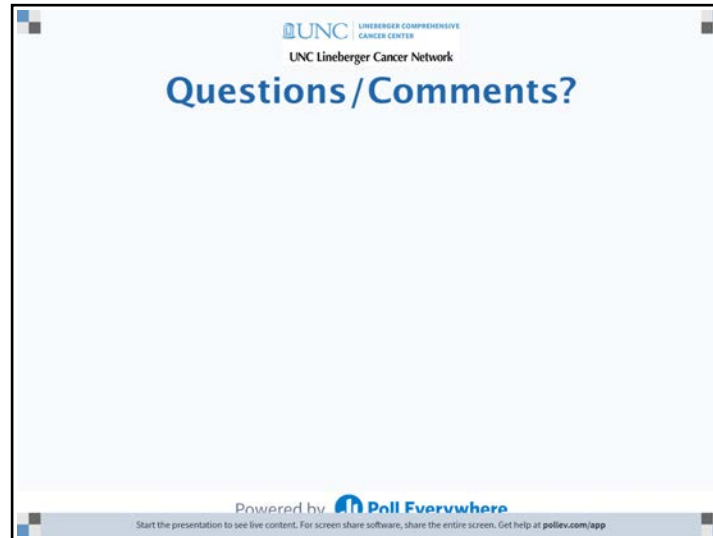 UNC LINEBERGER COMPREHENSIVE
CANCER CENTER
UNC Lineberger Cancer Network
Questions/Comments?
Powered by Poll Everywhere
Start the presentation to see live content. For screen share software, share the entire screen. Get help at pollev.com/app